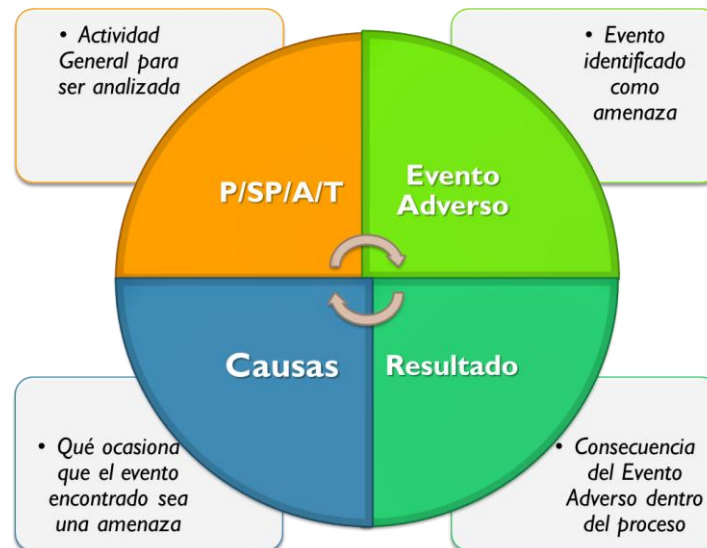 • Actividad
General para
ser analizada
• Evento
identificado
como
amenaza
P/SP/A/T
Evento
Adverso
Causas
Resultado
• Qué ocasiona
que el evento
encontrado sea
una amenaza
• Consecuencia
del Evento
Adverso dentro
del proceso